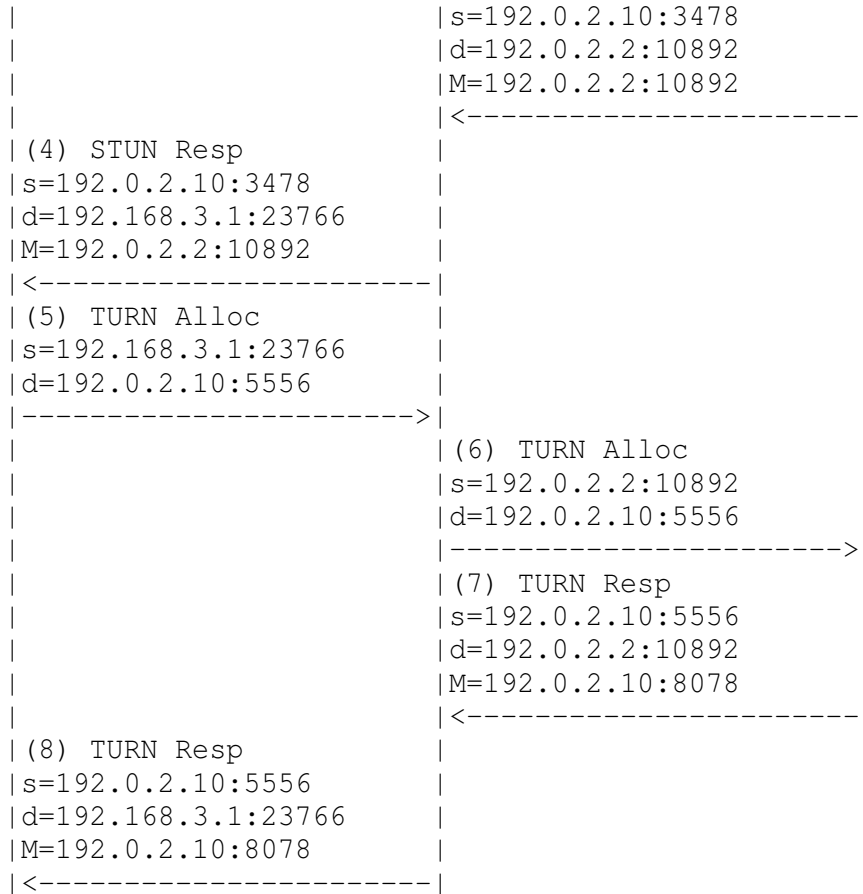 |                        |s=192.0.2.10:3478
|                        |d=192.0.2.2:10892
|                        |M=192.0.2.2:10892
|                        |<-----------------------
|(4) STUN Resp           |
|s=192.0.2.10:3478       |
|d=192.168.3.1:23766     |
|M=192.0.2.2:10892       |
|<-----------------------|
|(5) TURN Alloc          |
|s=192.168.3.1:23766     |
|d=192.0.2.10:5556       |
|----------------------->|
|                        |(6) TURN Alloc
|                        |s=192.0.2.2:10892
|                        |d=192.0.2.10:5556
|                        |----------------------->
|                        |(7) TURN Resp
|                        |s=192.0.2.10:5556
|                        |d=192.0.2.2:10892
|                        |M=192.0.2.10:8078
|                        |<-----------------------
|(8) TURN Resp           |
|s=192.0.2.10:5556       |
|d=192.168.3.1:23766     |
|M=192.0.2.10:8078       |
|<-----------------------|